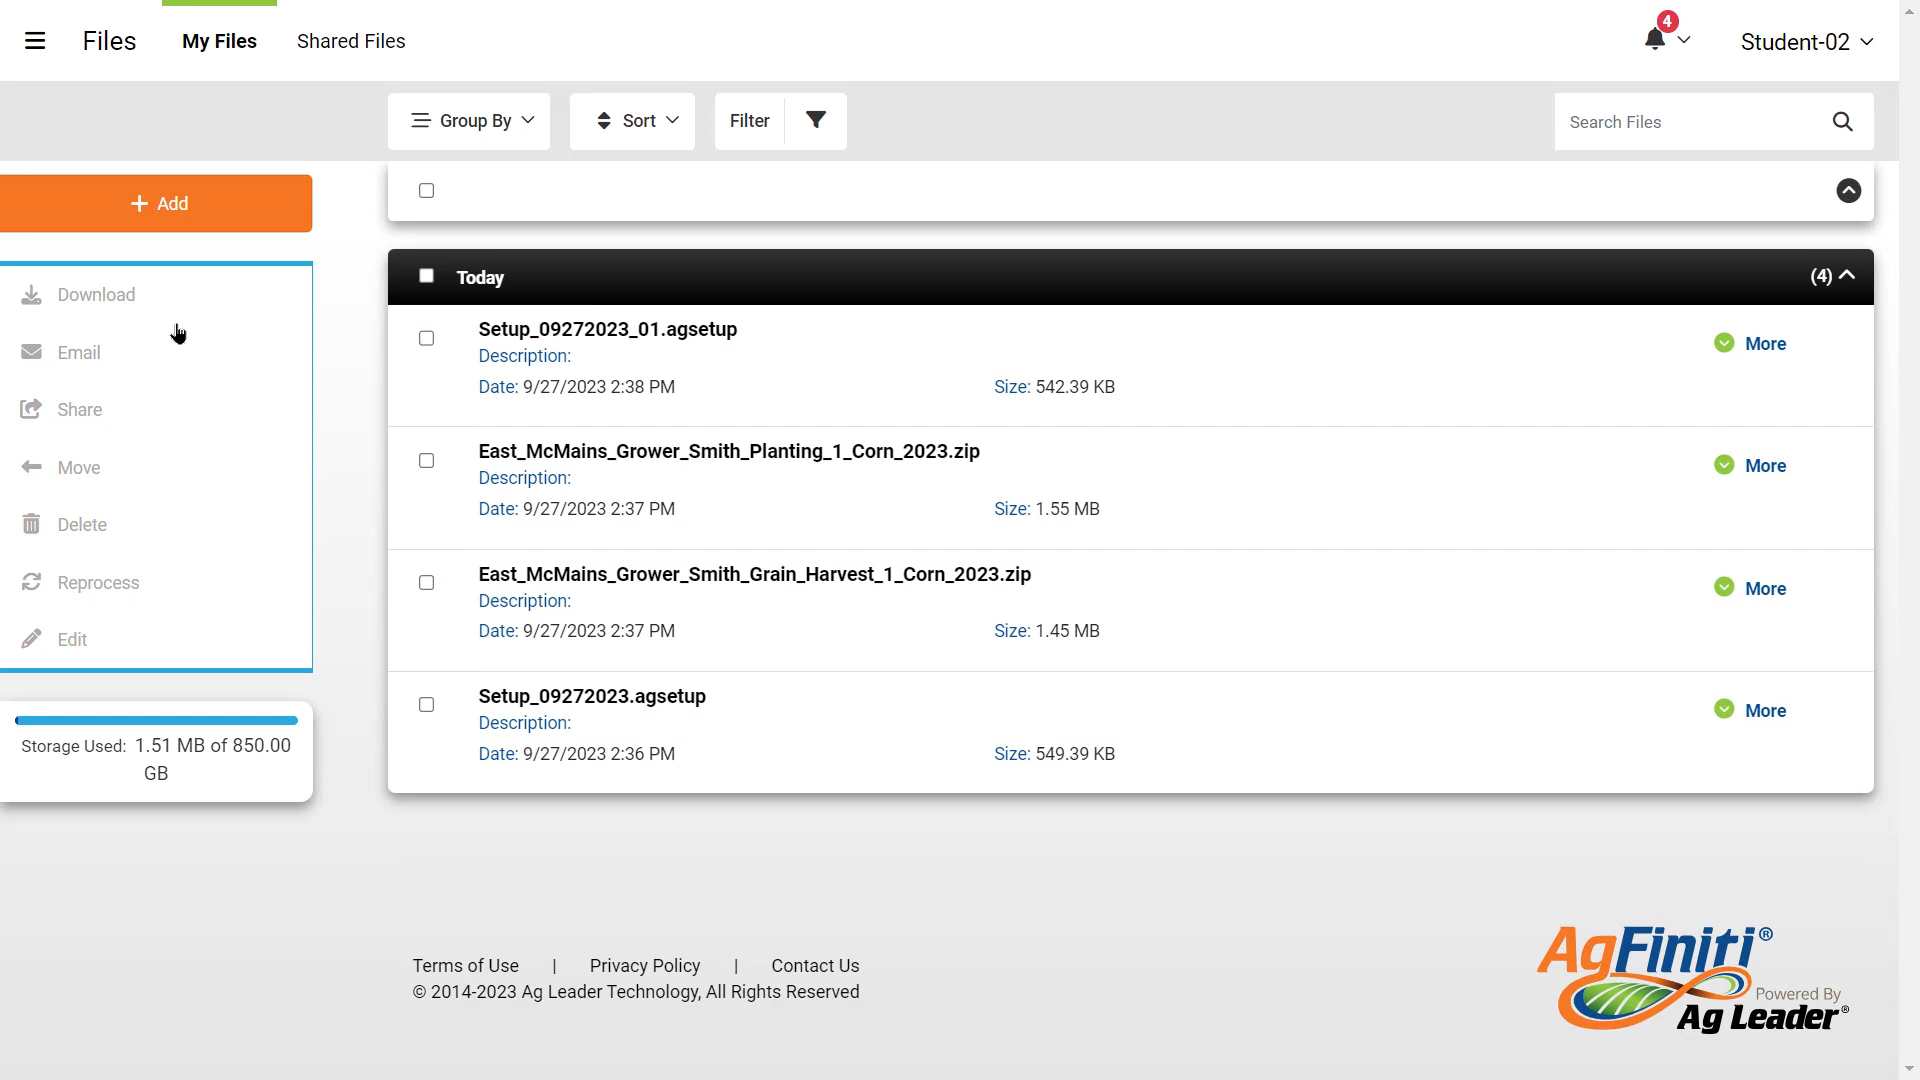 Files
My Files
Shared Files
4
Student-02
Group By
Sort
Filter
Search Files
Add
Download
Email
Share
Move
Delete
Reprocess
Edit
Storage Used: 1.51 MB of 850.00
GB
Today
(4)
Setup_09272023_01.agsetup
More
Description:
Date: 9/27/2023 2:38 PM
Size: 542.39 KB
East_McMains_Grower_Smith_Planting_1_Corn_2023.zip
More
Description:
Date: 9/27/2023 2:37 PM
Size: 1.55 MB
East_McMains_Grower_Smith_Grain_Harvest_1_Corn_2023.zip
More
Description:
Date: 9/27/2023 2:37 PM
Size: 1.45 MB
Setup_09272023.agsetup
More
Description:
Date: 9/27/2023 2:36 PM
Size: 549.39 KB
Terms of Use | Privacy Policy | Contact Us
© 2014-2023 Ag Leader Technology, All Rights Reserved
AgFiniti®
Powered By
Ag Leader®